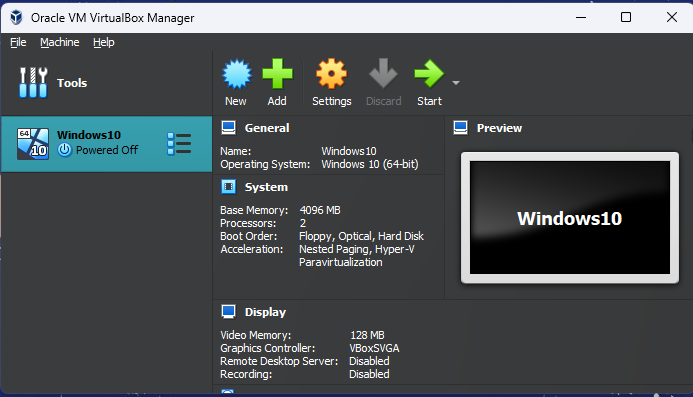 Oracle VM VirtualBox Manager
File Machine Help
Tools
New Add Settings Discard Start
64
10
Windows10
Powered Off
General
Name: Windows10
Operating System: Windows 10 (64-bit)
System
Base Memory: 4096 MB
Processors: 2
Boot Order: Floppy, Optical, Hard Disk
Acceleration: Nested Paging, Hyper-V
Paravirtualization
Preview
Windows10
Display
Video Memory: 128 MB
Graphics Controller: VBoxSVGA
Remote Desktop Server: Disabled
Recording: Disabled